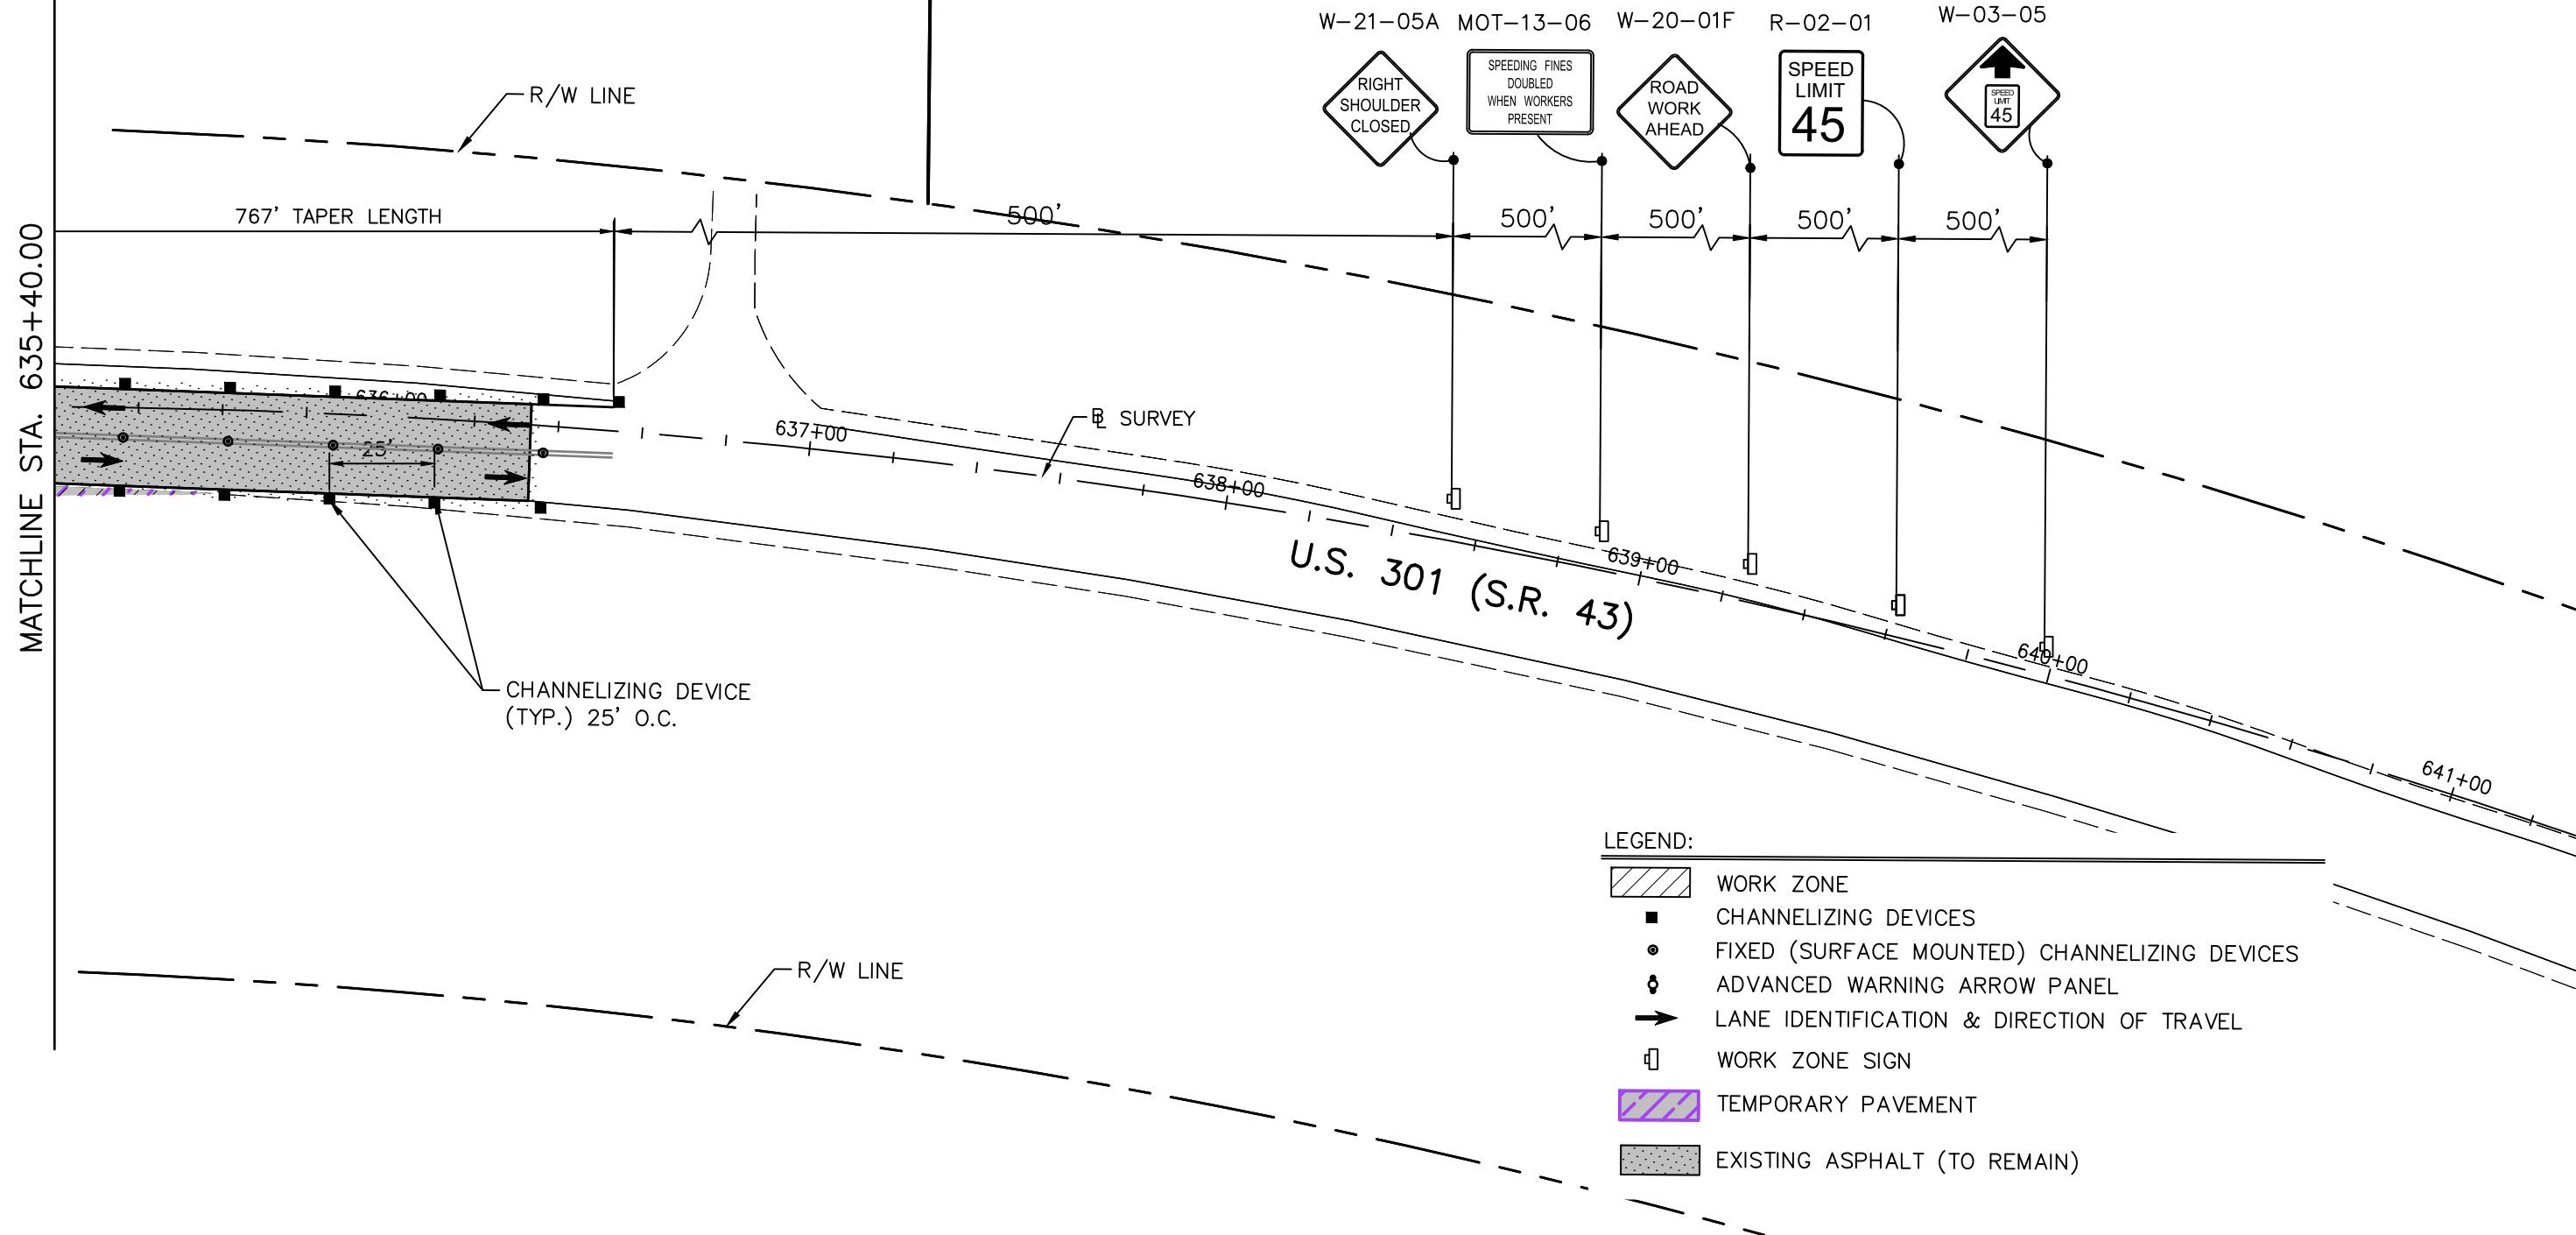 W-21-05A MOT-13-06 W-20-01F R-02-01 W-03-05
RIGHT
SHOULDER
CLOSED
SPEEDING FINES
DOUBLED
WHEN WORKERS
PRESENT
ROAD
WORK
AHEAD
SPEED
LIMIT
45
SPEED
LIMIT
45
R/W LINE
767' TAPER LENGTH
500'
500'
500'
500'
500'
MATCHLINE STA. 635+40.00
636+00
25'
637+00
℄ SURVEY
638+00
639+00
U.S. 301 (S.R. 43)
640+00
641+00
CHANNELIZING DEVICE
(TYP.) 25' O.C.
R/W LINE
LEGEND:
WORK ZONE
CHANNELIZING DEVICES
FIXED (SURFACE MOUNTED) CHANNELIZING DEVICES
ADVANCED WARNING ARROW PANEL
LANE IDENTIFICATION & DIRECTION OF TRAVEL
WORK ZONE SIGN
TEMPORARY PAVEMENT
EXISTING ASPHALT (TO REMAIN)